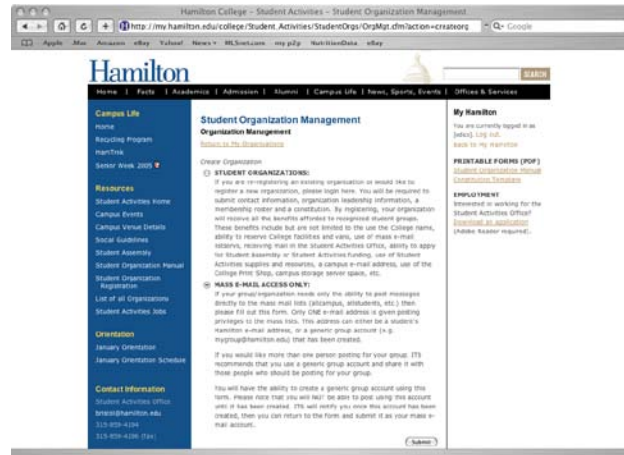 Hamilton College – Student Activities – Student Organization Management
http://my.hamilton.edu/college/Student_Activities/StudentOrgs/OrgMgt.cfm?action=createorg
Google
Apple .Mac Amazon eBay Yahoo! News MLSnet.com my p2p NutritionData eBay
Hamilton
SEARCH
Home | Facts | Academics | Admission | Alumni | Campus Life | News, Sports, Events | Offices & Services
Campus Life
Home
Recycling Program
HamTrek
Senior Week 2005
Resources
Student Activities Home
Campus Events
Campus Venue Details
Social Guidelines
Student Assembly
Student Organization Manual
Student Organization
Registration
List of all Organizations
Student Activities Jobs
Orientation
January Orientation
January Orientation Schedule
Contact Information
Student Activities Office
bristol@hamilton.edu
315-859-4194
Student Organization Management
Organization Management
Return to My Organizations
Create Organization
STUDENT ORGANIZATIONS:
If you are re-registering an existing organization or would like to
register a new organization, please login here. You will be required to
submit contact information, organization leadership information, a
membership roster and a constitution. By registering, your organization
will receive all the benefits afforded to recognized student groups.
These benefits include but are not limited to the use the College name,
ability to reserve College facilities and vans, use of mass e-mail
listservs, receiving mail in the Student Activities Office, ability to apply
for Student Assembly or Student Activities funding, use of Student
Activities supplies and resources, a campus e-mail address, use of the
College Print Shop, campus storage server space, etc.
MASS E-MAIL ACCESS ONLY:
If your group/organization needs only the ability to post messages
directly to the mass mail lists (allcampus, allstudents, etc.) then
please fill out this form. Only ONE e-mail address is given posting
privileges to the mass lists. This address can either be a student's
Hamilton e-mail address, or a generic group account (e.g.
mygroup@hamilton.edu) that has been created.
If you would like more than one person posting for your group. ITS
recommends that you use a generic group account and share it with
those people who should be posting for your group.
You will have the ability to create a generic group account using this
form. Please note that you will NOT be able to post using this account
until it has been created. ITS will notify you once this account has been
created, then you can return to the form and submit it as your mass e-
mail account.
Submit
My Hamilton
You are currently logged in as
Log out.
Back to My Hamilton
PRINTABLE FORMS (PDF)
Student Organization Manual
Constitution Template
EMPLOYMENT
Interested in working for the
Student Activities Office?
Download an application
(Adobe Reader required).